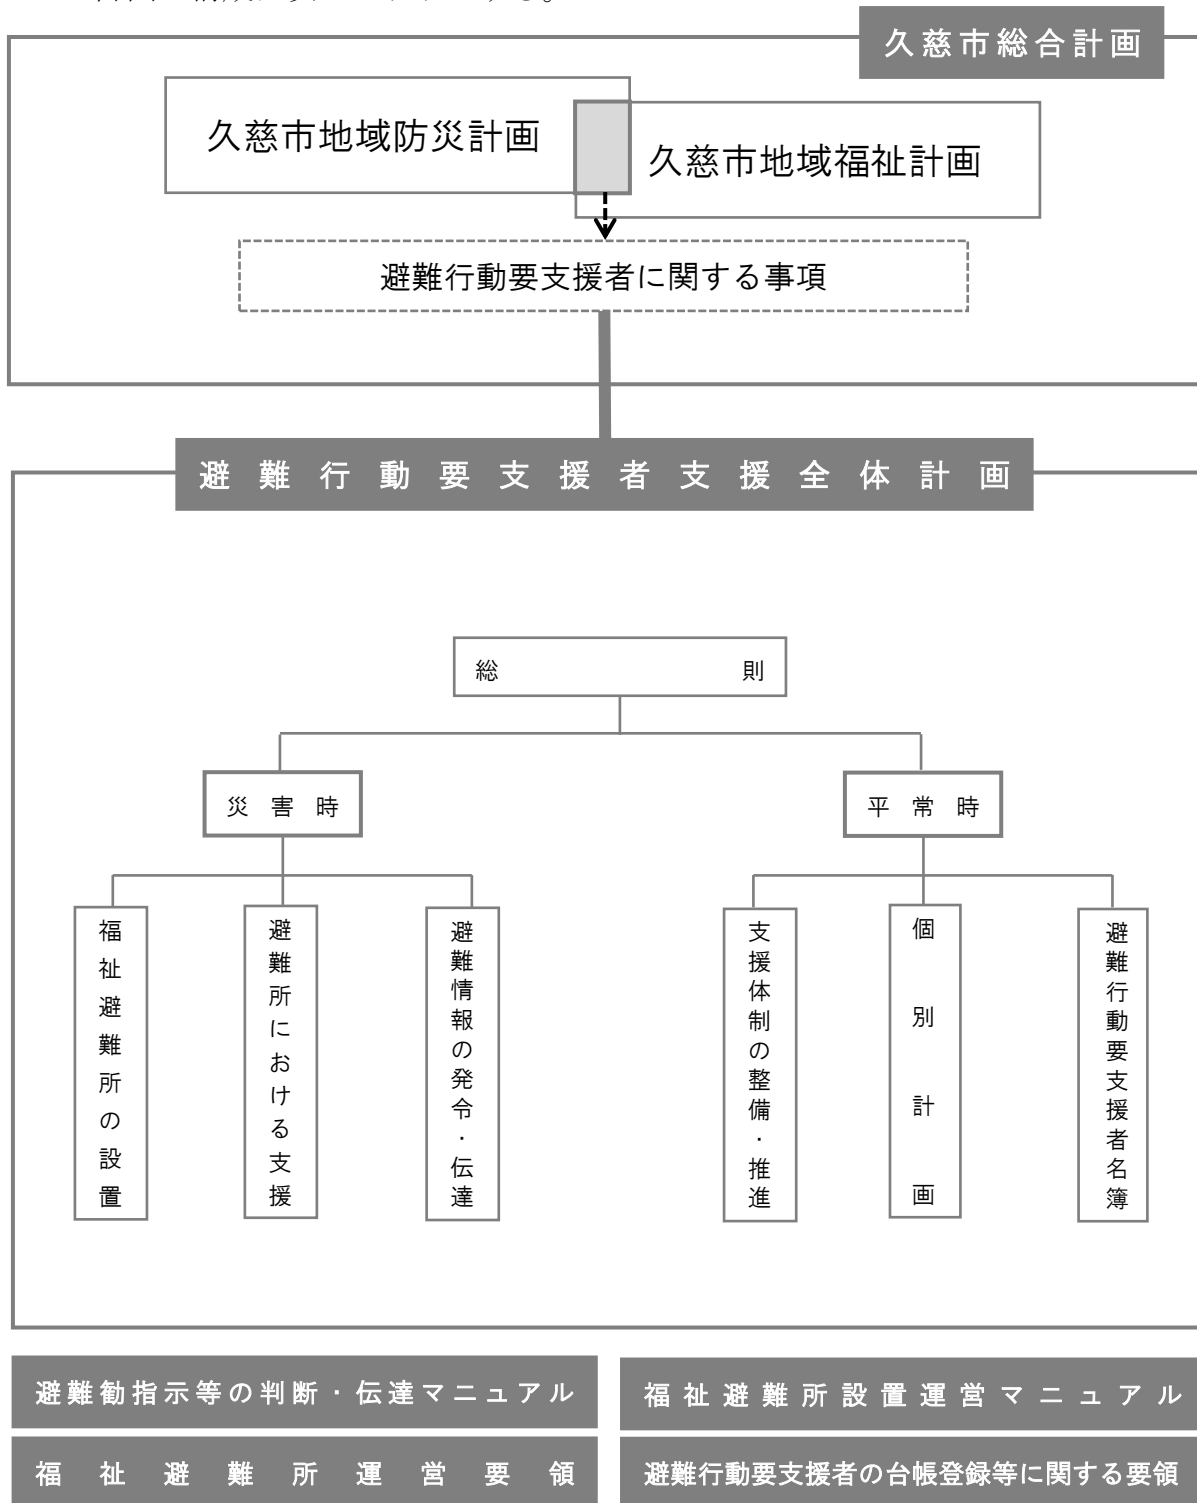 久慈市総合計画
久慈市地域防災計画
久慈市地域福祉計画
避難行動要支援者に関する事項
避難行動要支援者支援全体計画
総則
災害時
平常時
福祉避難所の設置
避難所における支援
避難情報の発令・伝達
支援体制の整備・推進
個別計画
避難行動要支援者名簿
避難勧指示等の判断・伝達マニュアル
福祉避難所設置運営マニュアル
福祉避難所運営要領
避難行動要支援者の台帳登録等に関する要領